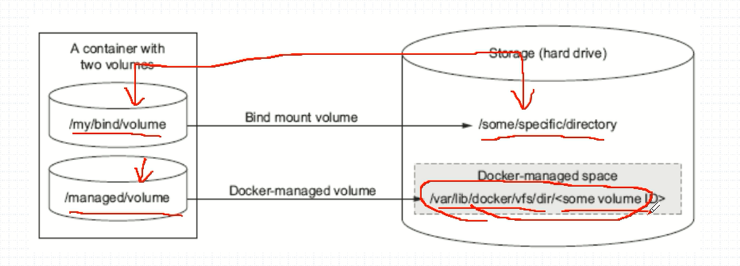 A container with
two volumes
Storage (hard drive)
/my/bind/volume
Bind mount volume
/some/specific/directory
Docker-managed space
/managed/volume
Docker-managed volume
/var/lib/docker/vfs/dir/<some volume ID>